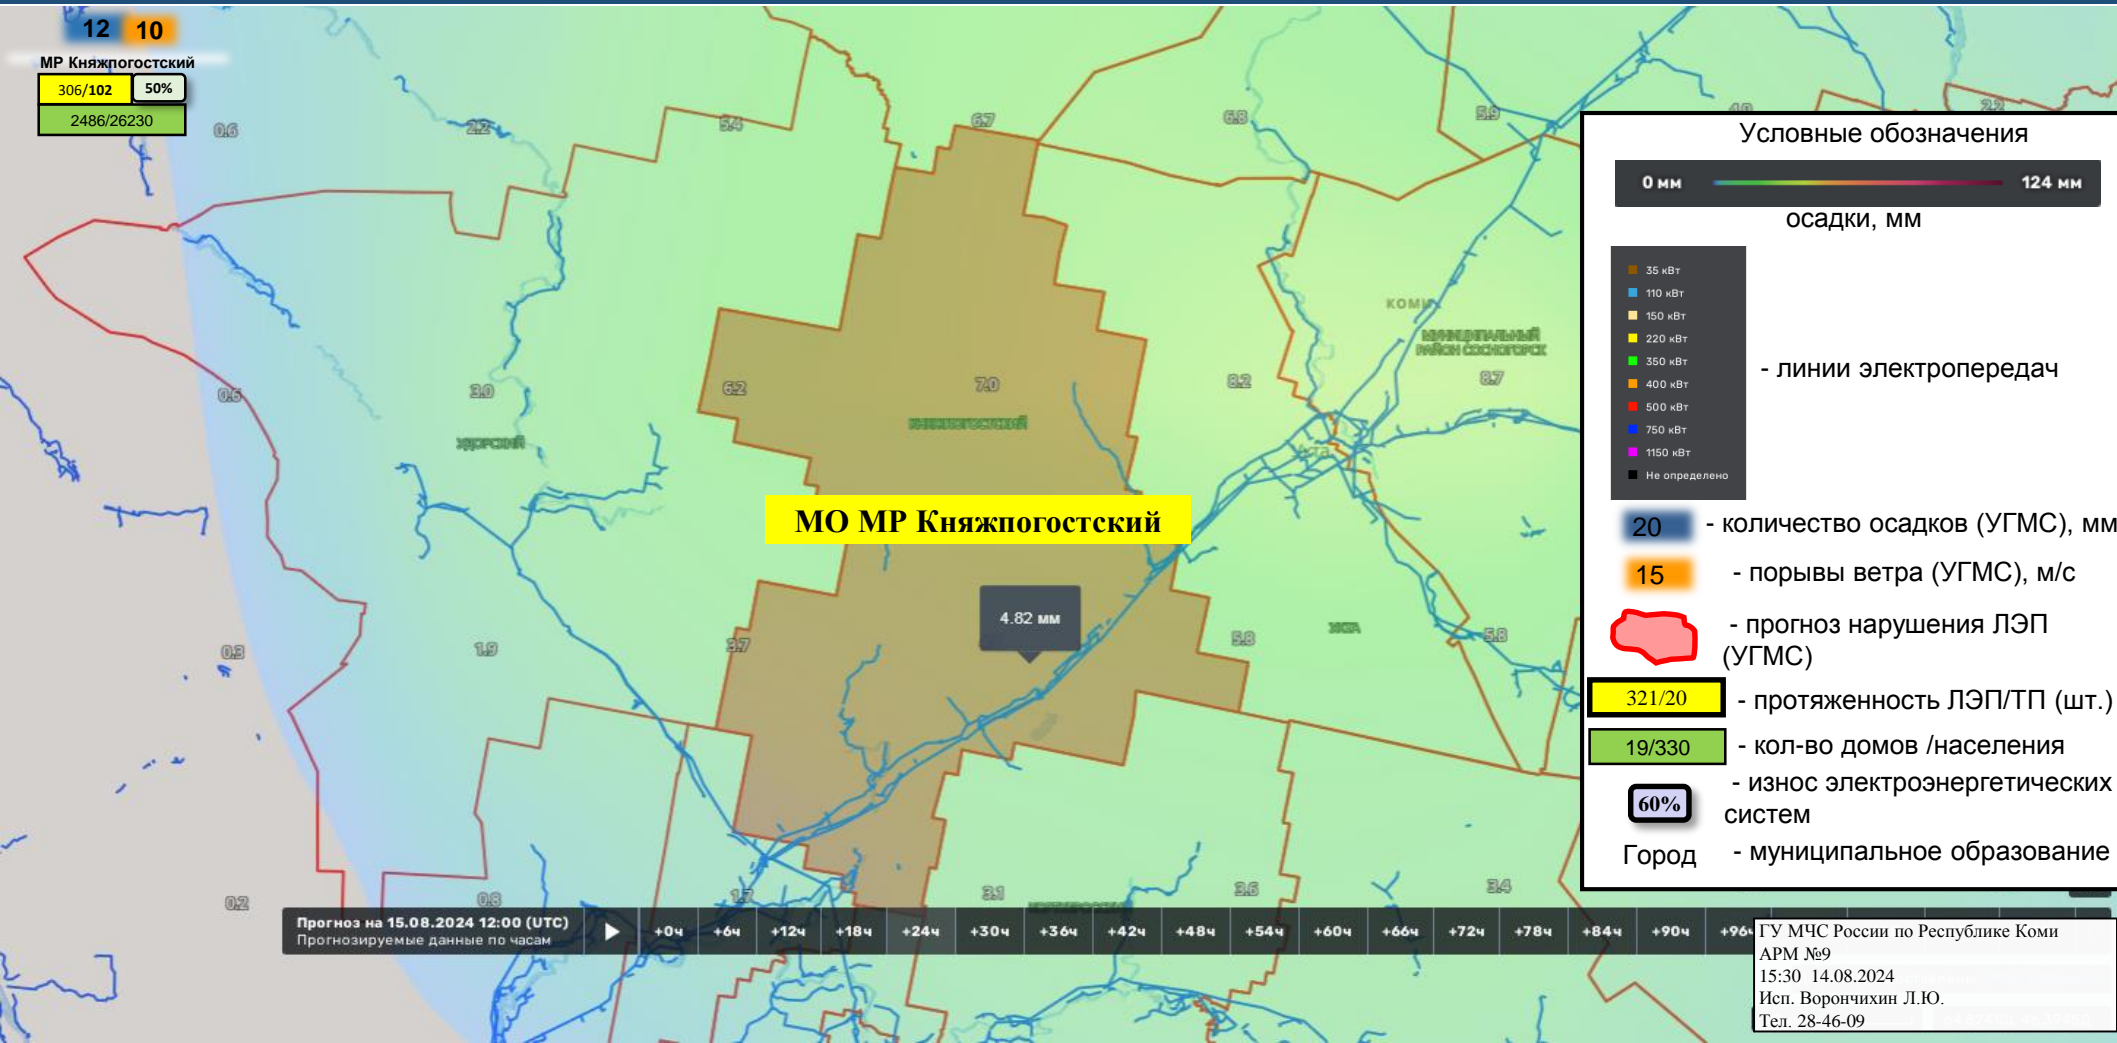 12 10
МР Княжпогостский
306/102 50%
2486/26230
0.6 2.2 5.4 6.7 6.8 5.9 4.9 2.2
0.6 3.0 6.2 7.0 8.2 8.7
КОМИ
МУНИЦИПАЛЬНЫЙ
РАЙОН СОСНОГОРСК
КНЯЖПОГОСТСКИЙ
УДОРСКИЙ
Ухта
МО МР Княжпогостский
4.82 мм
0.3 1.9 3.7 5.8 5.8
УХТА
0.2 0.8 1.7 3.1 3.6 3.4
Прогноз на 15.08.2024 12:00 (UTC)
Прогнозируемые данные по часам
+0ч +6ч +12ч +18ч +24ч +30ч +36ч +42ч +48ч +54ч +60ч +66ч +72ч +78ч +84ч +90ч +96ч
Условные обозначения
0 мм 124 мм
осадки, мм
35 кВт
110 кВт
150 кВт
220 кВт
350 кВт
400 кВт
500 кВт
750 кВт
1150 кВт
Не определено
- линии электропередач
20 - количество осадков (УГМС), мм
15 - порывы ветра (УГМС), м/с
- прогноз нарушения ЛЭП
(УГМС)
321/20 - протяженность ЛЭП/ТП (шт.)
19/330 - кол-во домов /населения
- износ электроэнергетических
60% систем
Город - муниципальное образование
ГУ МЧС России по Республике Коми
АРМ №9
15:30 14.08.2024
Исп. Ворончихин Л.Ю.
Тел. 28-46-09